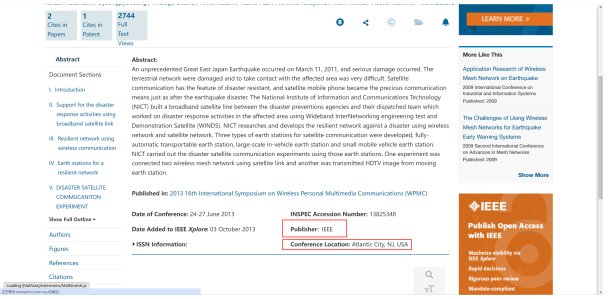 2
Cites in
Papers
1
Cites in
Patent
2744
Full
Text
Views
LEARN MORE >
Abstract
Document Sections
I. Introduction
II. Support for the disaster
response activities using
broadband satellite link
III. Resilient network using
wireless communication
IV. Earth stations for a
resilient network
V. DISASTER SATELLITE
COMMUCANITON
EXPERIMENT
Show Full Outline
Authors
Figures
References
Citations
Abstract:
An unprecedented Great East Japan Earthquake occurred on March 11, 2011, and serious damage occurred. The
terrestrial network were damaged and to take contact with the affected area was very difficult. Satellite
communication has the feature of disaster resistant, and satellite mobile phone became the precious communication
means just as after the earthquake disaster. The National Institute of Information and Communications Technology
(NICT) built a broadband satellite line between the disaster preventions agencies and their dispatched team which
worked on disaster response activities in the affected area using Wideband InterNetworking engineering test and
Demonstration Satellite (WINDS). NICT researches and develops the resilient network against a disaster using wireless
network and satellite network. Three types of earth stations for satellite communication were developed, fully-
automatic transportable earth station, large-scale in-vehicle earth station and small mobile vehicle earth station.
NICT carried out the disaster satellite communication experiments using those earth stations. One experiment was
connected two wireless mesh network using satellite link and another was transmitted HDTV image from moving
earth station.
Published in: 2013 16th International Symposium on Wireless Personal Multimedia Communications (WPMC)
Date of Conference: 24-27 June 2013
INSPEC Accession Number: 13825348
Date Added to IEEE Xplore: 03 October 2013
Publisher: IEEE
ISSN Information:
Conference Location: Atlantic City, NJ, USA
More Like This
Application Research of Wireless
Mesh Network on Earthquake
2009 International Conference on
Industrial and Information Systems
Published: 2009
The Challenges of Using Wireless
Mesh Networks for Earthquake
Early Warning Systems
2009 Second International Conference
on Advances in Mesh Networks
Published: 2009
Show More
IEEE
Publish Open Access
with IEEE
Maximize visibility via
IEEE Xplore
Rapid decisions
Rigorous peer-review
Mandate-compliant
Loading [MathJax]/extensions/MathMenu.js